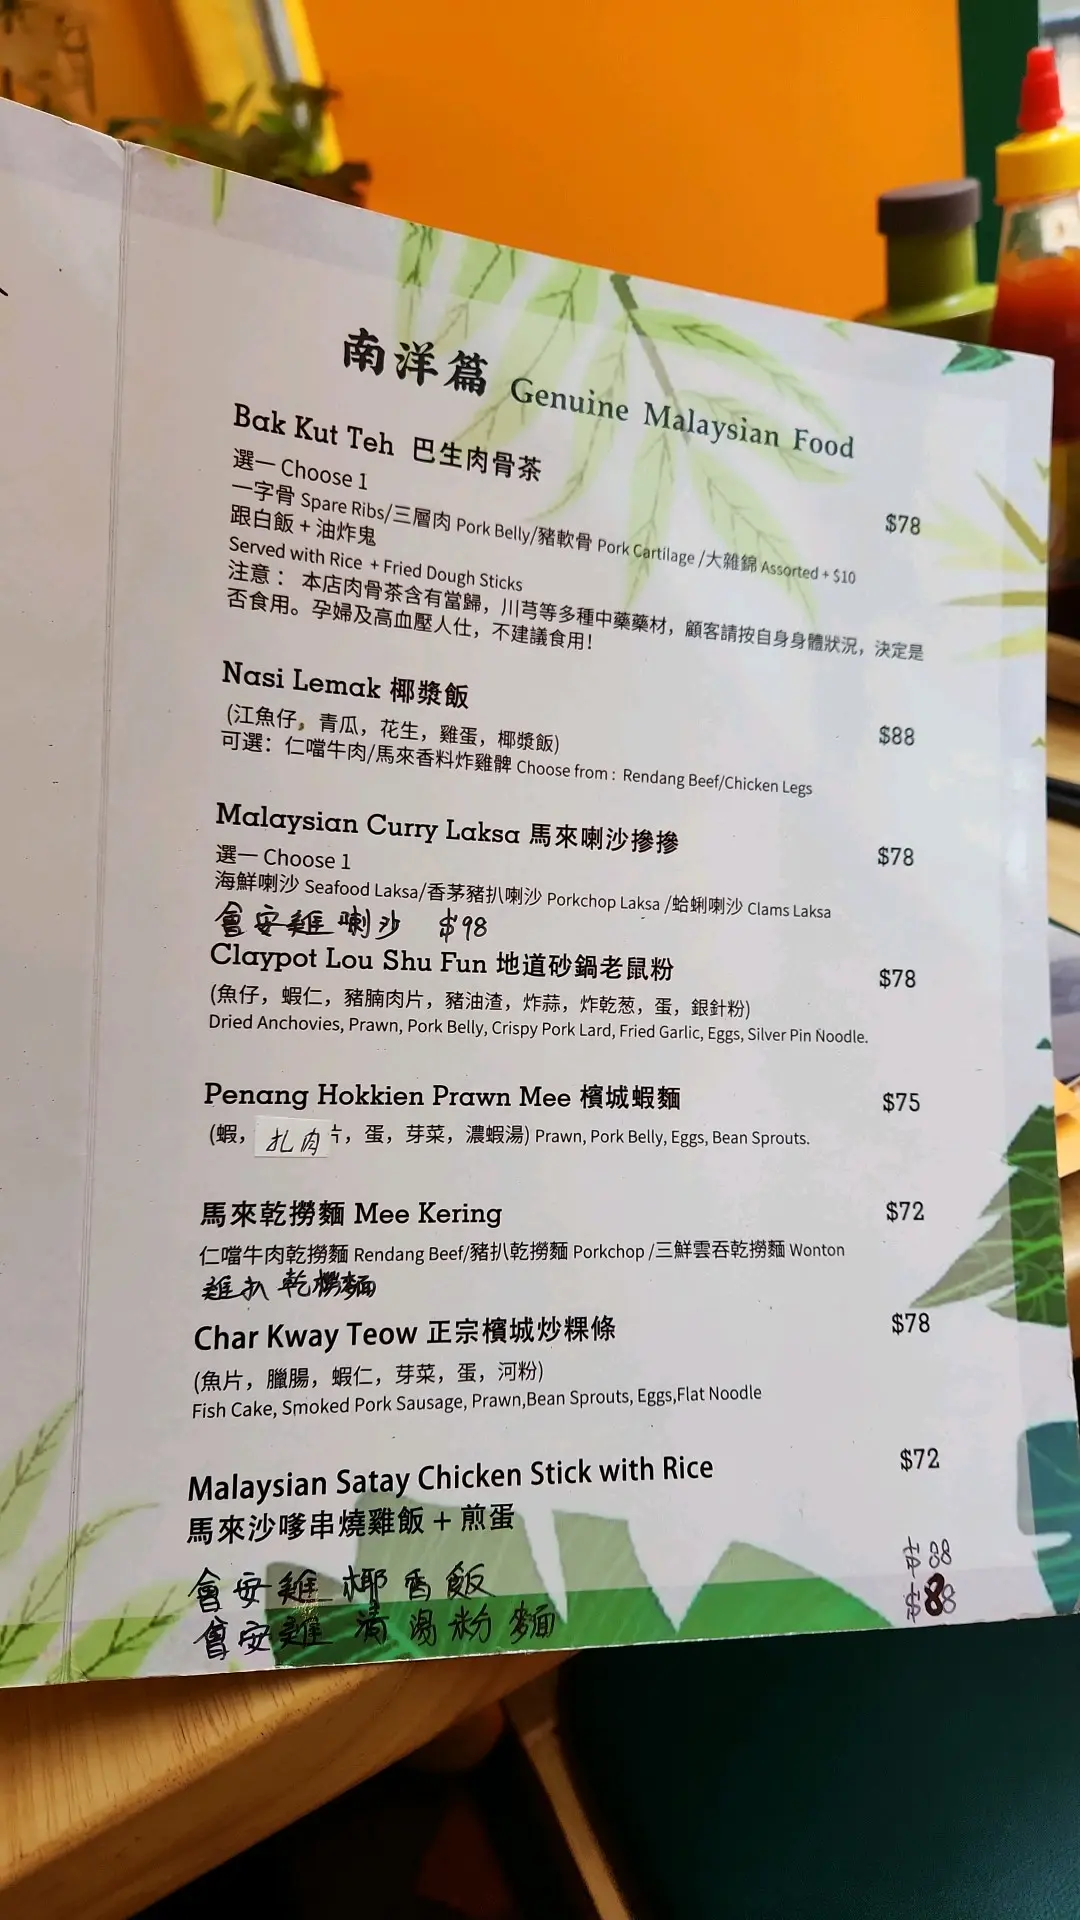 南洋篇 Genuine Malaysian Food
Bak Kut Teh 巴生肉骨茶
選一 Choose 1
$78
一字骨 Spare Ribs/三層肉 Pork Belly/豬軟骨 Pork Cartilage /大雜錦 Assorted + $10
跟白飯 + 油炸鬼
Served with Rice + Fried Dough Sticks
注意： 本店肉骨茶含有當歸，川芎等多種中藥藥材，顧客請按自身身體狀況，決定是
否食用。孕婦及高血壓人仕，不建議食用！
Nasi Lemak 椰漿飯
(江魚仔，青瓜，花生，雞蛋，椰漿飯)
$88
可選：仁噹牛肉/馬來香料炸雞髀 Choose from : Rendang Beef/Chicken Legs
Malaysian Curry Laksa 馬來喇沙摻摻
選一 Choose 1
$78
海鮮喇沙 Seafood Laksa/香茅豬扒喇沙 Porkchop Laksa /蛤蜊喇沙 Clams Laksa
會安雞喇沙 $98
Claypot Lou Shu Fun 地道砂鍋老鼠粉 $78
(魚仔，蝦仁，豬腩肉片，豬油渣，炸蒜，炸乾葱，蛋，銀針粉)
Dried Anchovies, Prawn, Pork Belly, Crispy Pork Lard, Fried Garlic, Eggs, Silver Pin Noodle.
Penang Hokkien Prawn Mee 檳城蝦麵 $75
(蝦，扎肉，蛋，芽菜，濃蝦湯) Prawn, Pork Belly, Eggs, Bean Sprouts.
馬來乾撈麵 Mee Kering $72
仁噹牛肉乾撈麵 Rendang Beef/豬扒乾撈麵 Porkchop /三鮮雲吞乾撈麵 Wonton
雞扒乾撈麵
Char Kway Teow 正宗檳城炒粿條 $78
(魚片，臘腸，蝦仁，芽菜，蛋，河粉)
Fish Cake, Smoked Pork Sausage, Prawn,Bean Sprouts, Eggs,Flat Noodle
Malaysian Satay Chicken Stick with Rice $72
馬來沙嗲串燒雞飯 + 煎蛋
會安雞椰香飯 $88
會安雞清湯粉麵 $88